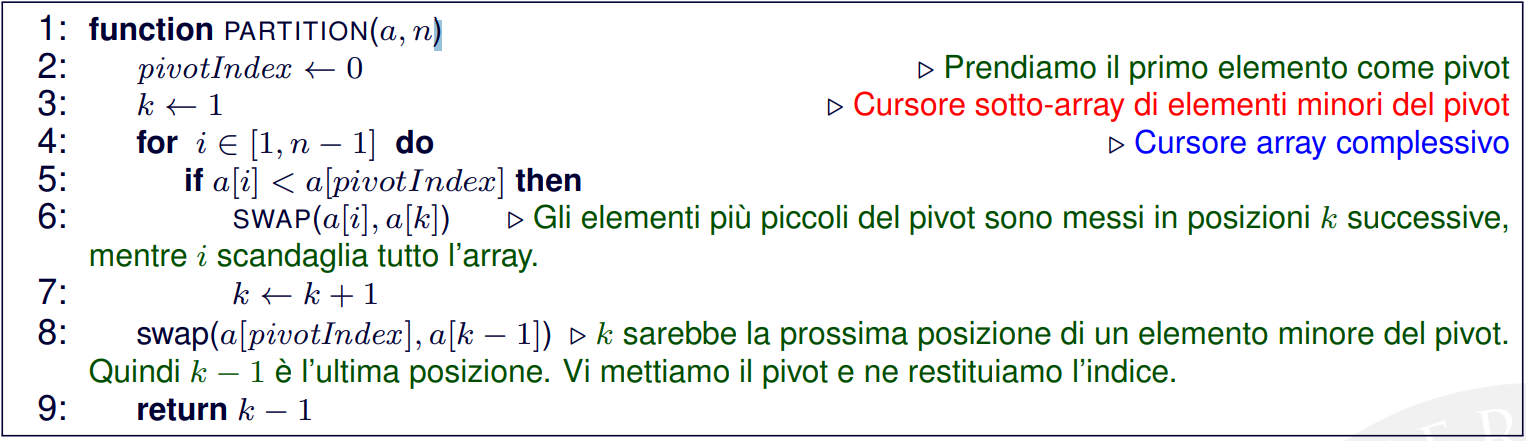 1: function PARTITION(a, n)
2: pivotIndex ← 0 ▷ Prendiamo il primo elemento come pivot
3: k ← 1 ▷ Cursore sotto-array di elementi minori del pivot
4: for i ∈ [1, n − 1] do ▷ Cursore array complessivo
5: if a[i] < a[pivotIndex] then
6: SWAP(a[i], a[k]) ▷ Gli elementi più piccoli del pivot sono messi in posizioni k successive,
mentre i scandaglia tutto l'array.
7: k ← k + 1
8: swap(a[pivotIndex], a[k − 1]) ▷ k sarebbe la prossima posizione di un elemento minore del pivot.
Quindi k − 1 è l'ultima posizione. Vi mettiamo il pivot e ne restituiamo l'indice.
9: return k − 1